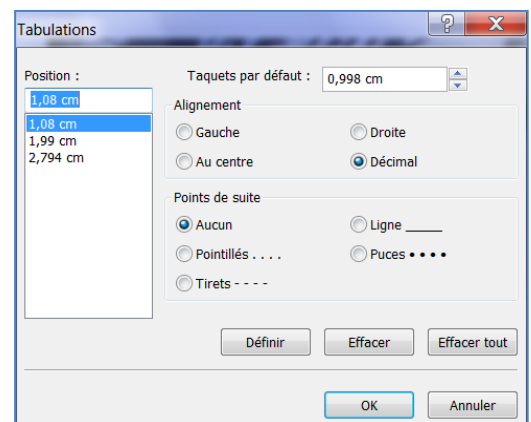 Tabulations
Position :
Taquets par défaut : 0,998 cm
1,08 cm
1,08 cm
1,99 cm
2,794 cm
Alignement
Gauche
Droite
Au centre
Décimal
Points de suite
Aucun
Ligne _____
Pointillés . . . .
Puces • • • •
Tirets - - - -
Définir
Effacer
Effacer tout
OK
Annuler